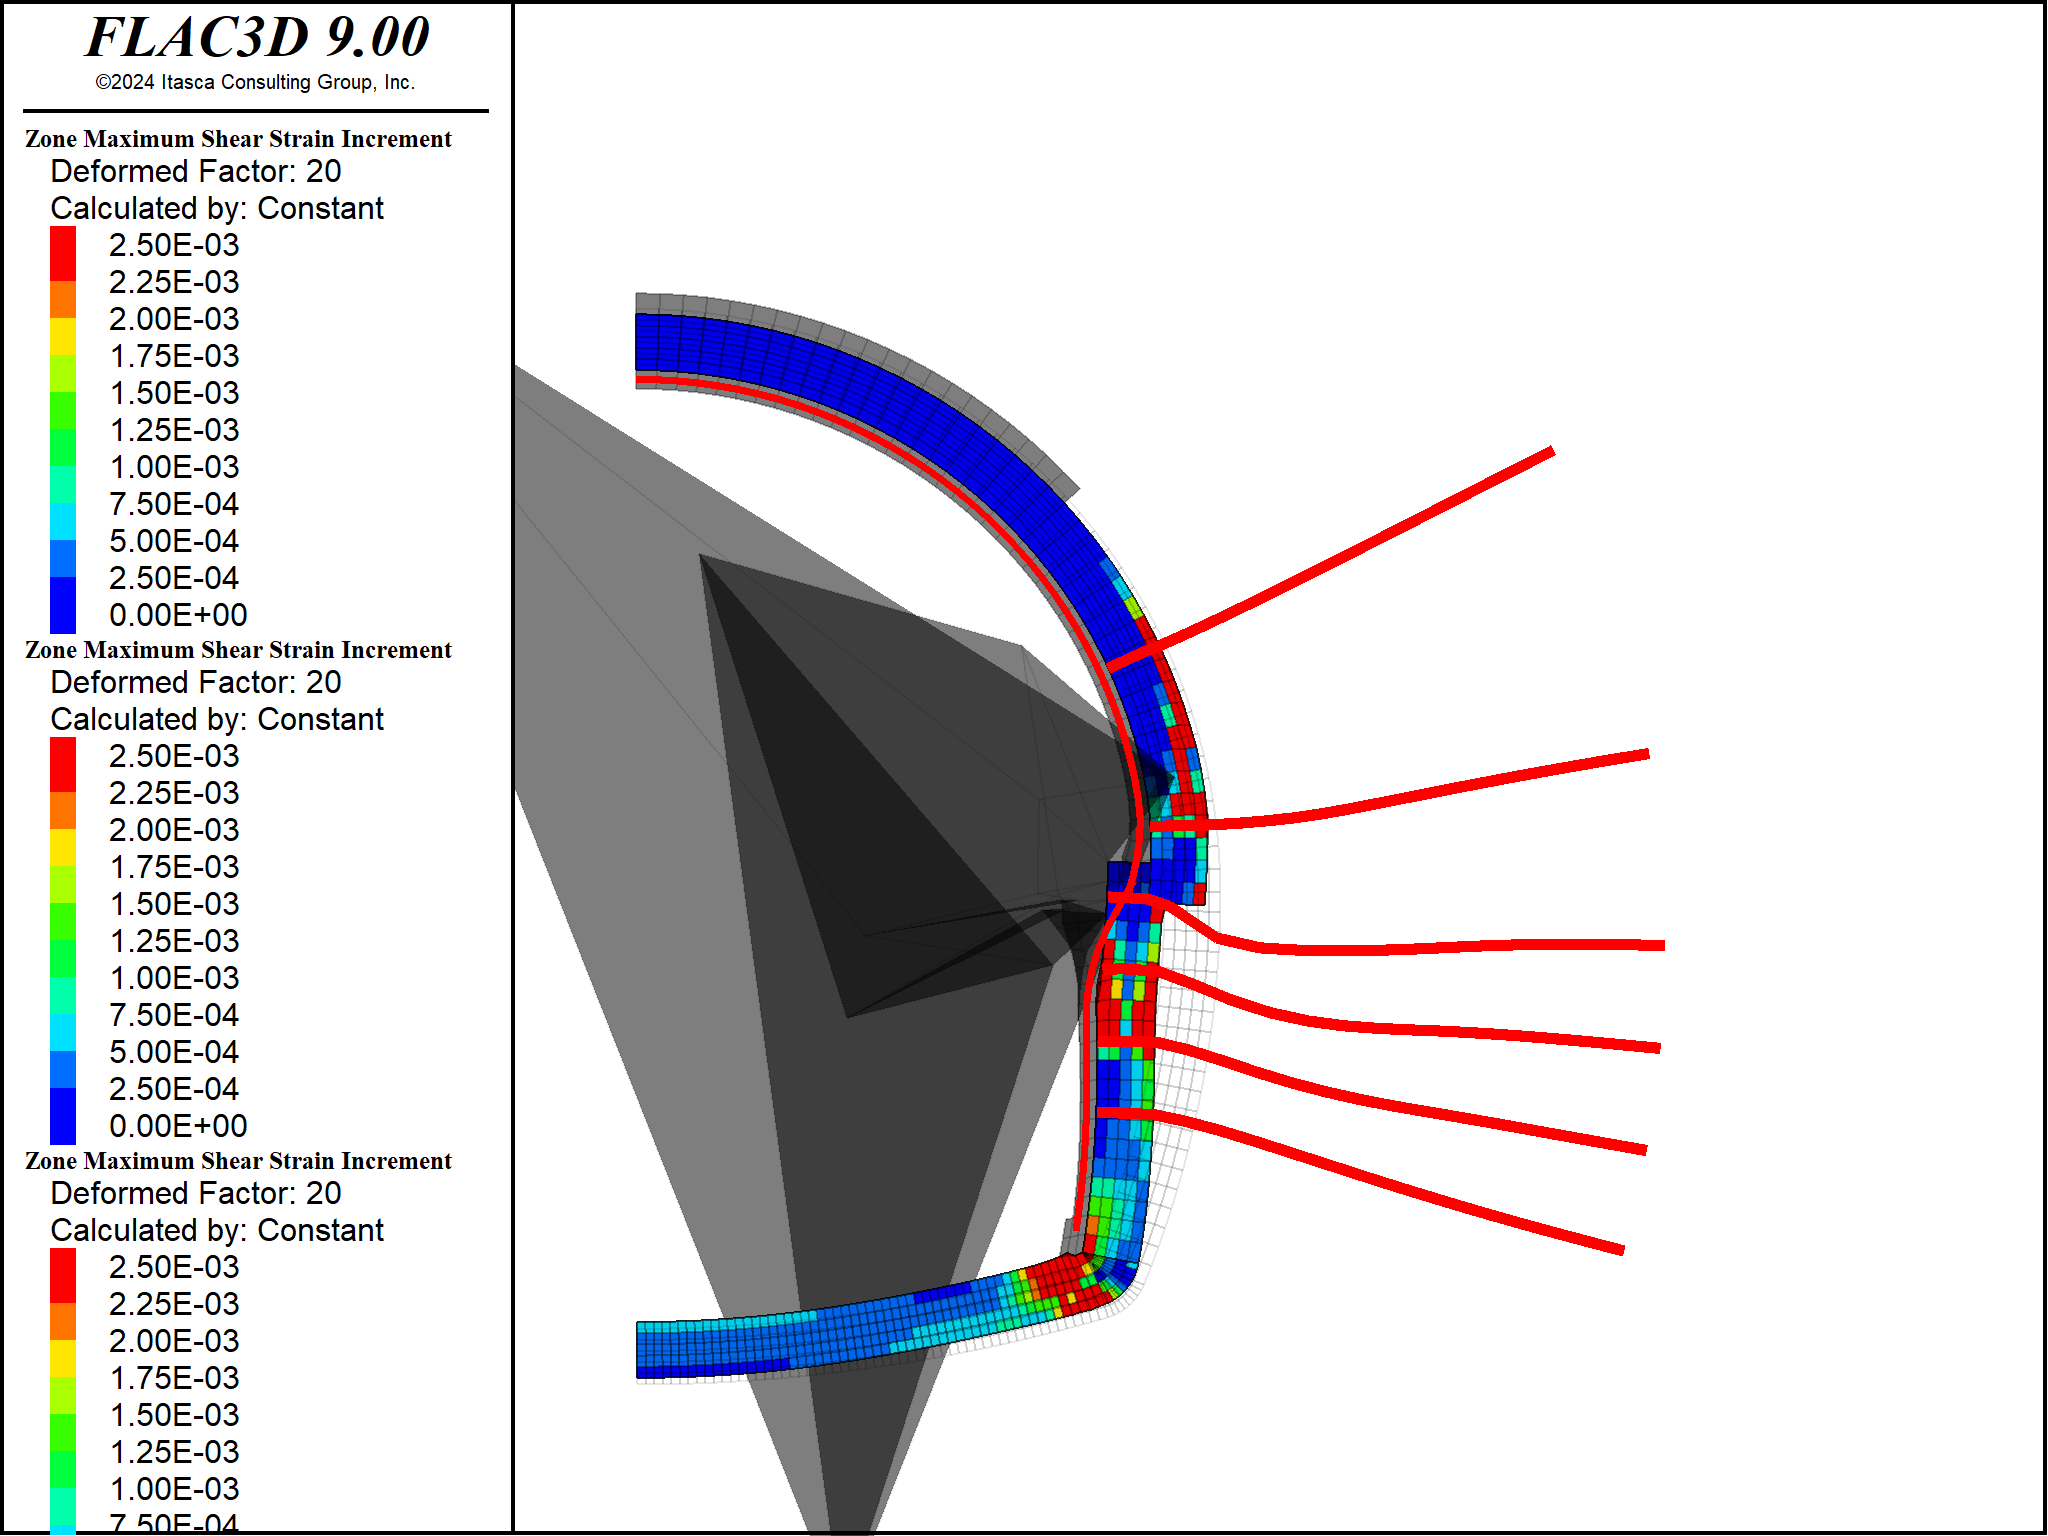 FLAC3D 9.00
©2024 Itasca Consulting Group, Inc.
Zone Maximum Shear Strain Increment
Deformed Factor: 20
Calculated by: Constant
2.50E-03
2.25E-03
2.00E-03
1.75E-03
1.50E-03
1.25E-03
1.00E-03
7.50E-04
5.00E-04
2.50E-04
0.00E+00
Zone Maximum Shear Strain Increment
Deformed Factor: 20
Calculated by: Constant
2.50E-03
2.25E-03
2.00E-03
1.75E-03
1.50E-03
1.25E-03
1.00E-03
7.50E-04
5.00E-04
2.50E-04
0.00E+00
Zone Maximum Shear Strain Increment
Deformed Factor: 20
Calculated by: Constant
2.50E-03
2.25E-03
2.00E-03
1.75E-03
1.50E-03
1.25E-03
1.00E-03
7.50E-04